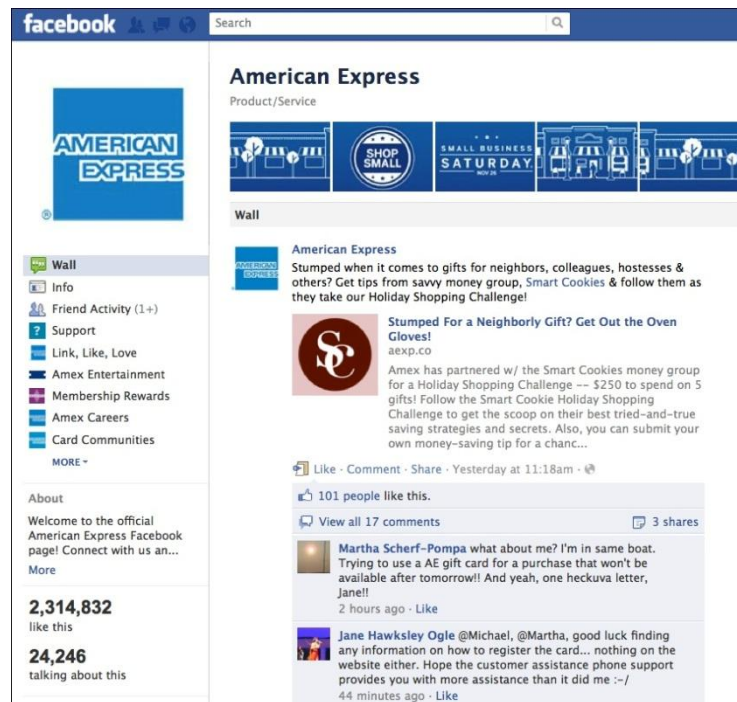 facebook
Search
AMERICAN
EXPRESS
®
American Express
Product/Service
SHOP
SMALL
SMALL BUSINESS
SATURDAY
NOV 26
Wall
Wall
Info
Friend Activity (1+)
Support
Link, Like, Love
Amex Entertainment
Membership Rewards
Amex Careers
Card Communities
MORE
About
Welcome to the official
American Express Facebook
page! Connect with us an...
More
2,314,832
like this
24,246
talking about this
AMERICAN
EXPRESS
American Express
Stumped when it comes to gifts for neighbors, colleagues, hostesses &
others? Get tips from savvy money group, Smart Cookies & follow them as
they take our Holiday Shopping Challenge!
SC
Stumped For a Neighborly Gift? Get Out the Oven
Gloves!
aexp.co
Amex has partnered w/ the Smart Cookies money group
for a Holiday Shopping Challenge -- $250 to spend on 5
gifts! Follow the Smart Cookie Holiday Shopping
Challenge to get the scoop on their best tried-and-true
saving strategies and secrets. Also, you can submit your
own money-saving tip for a chanc...
Like · Comment · Share · Yesterday at 11:18am ·
101 people like this.
View all 17 comments 3 shares
Martha Scherf-Pompa what about me? I'm in same boat.
Trying to use a AE gift card for a purchase that won't be
available after tomorrow!! And yeah, one heckuva letter,
Jane!!
2 hours ago · Like
Jane Hawksley Ogle @Michael, @Martha, good luck finding
any information on how to register the card... nothing on the
website either. Hope the customer assistance phone support
provides you with more assistance than it did me :-/
44 minutes ago · Like